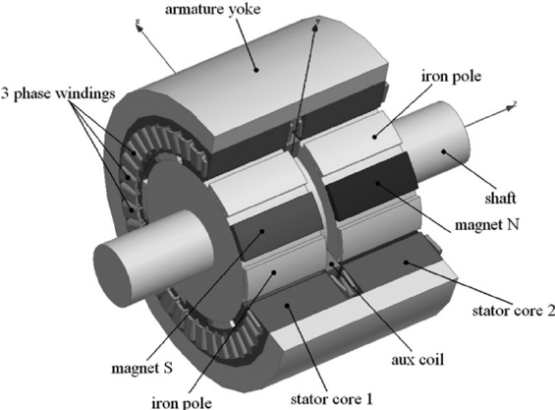 armature yoke
3 phase windings
iron pole
shaft
magnet N
stator core 2
aux coil
magnet S
stator core 1
iron pole